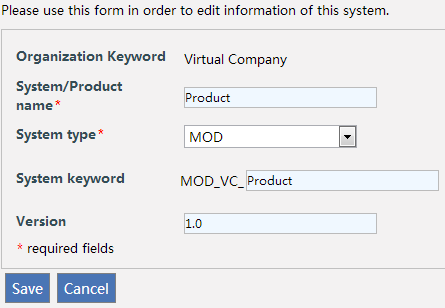 Please use this form in order to edit information of this system.
Organization Keyword Virtual Company
System/Product
name* Product
System type* MOD
System keyword MOD_VC_ Product
Version 1.0
* required fields
Save Cancel